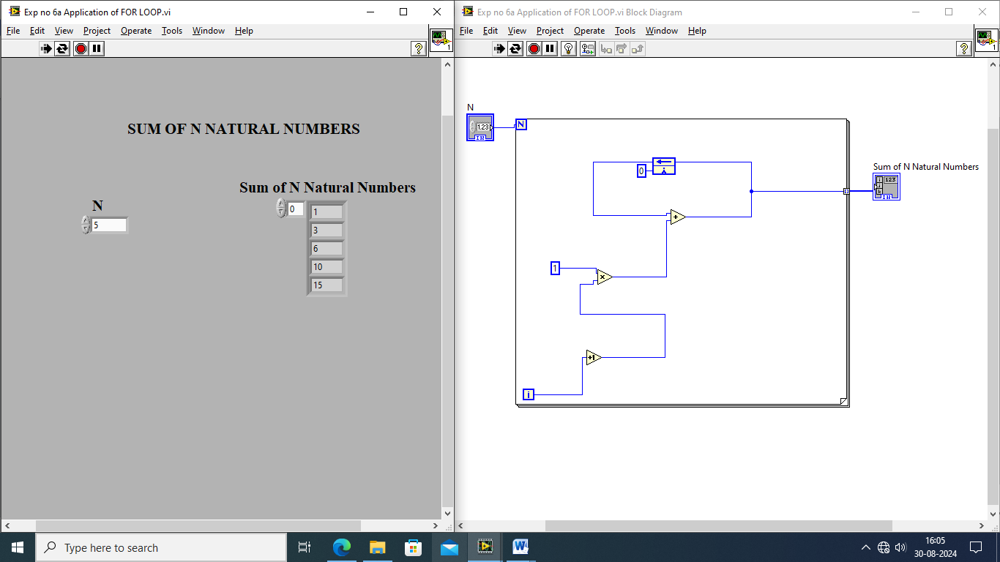 Exp no 6a Application of FOR LOOP.vi
File Edit View Project Operate Tools Window Help
1
SUM OF N NATURAL NUMBERS
N
5
Sum of N Natural Numbers
0
1
3
6
10
15
Exp no 6a Application of FOR LOOP.vi Block Diagram
File Edit View Project Operate Tools Window Help
1
N
1.23
I32
N
0
+
1
×
+1
i
Sum of N Natural Numbers
123
I32
Type here to search
16:05
30-08-2024